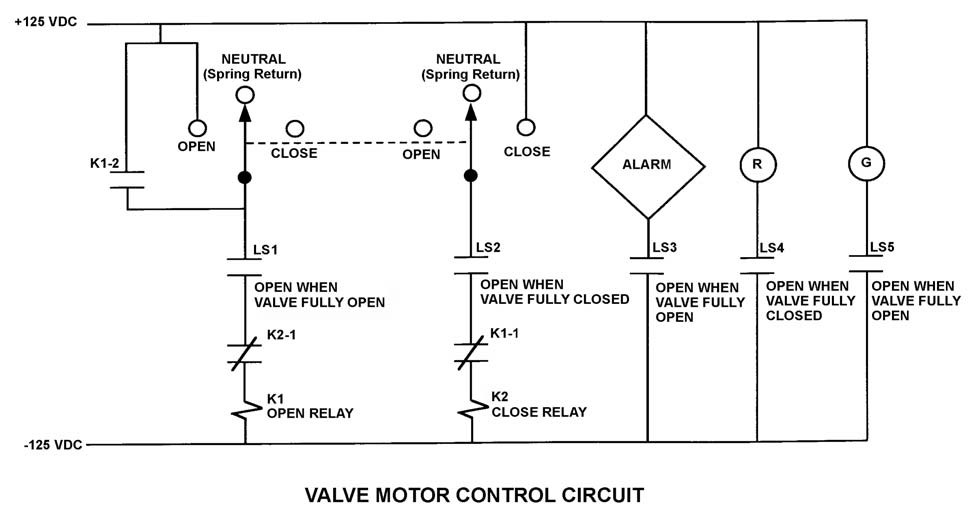 +125 VDC
NEUTRAL
(Spring Return)
NEUTRAL
(Spring Return)
OPEN
CLOSE
OPEN
CLOSE
K1-2
ALARM
R
G
LS1
OPEN WHEN
VALVE FULLY OPEN
LS2
OPEN WHEN
VALVE FULLY CLOSED
LS3
OPEN WHEN
VALVE FULLY
OPEN
LS4
OPEN WHEN
VALVE FULLY
CLOSED
LS5
OPEN WHEN
VALVE FULLY
OPEN
K2-1
K1-1
K1
OPEN RELAY
K2
CLOSE RELAY
-125 VDC
VALVE MOTOR CONTROL CIRCUIT